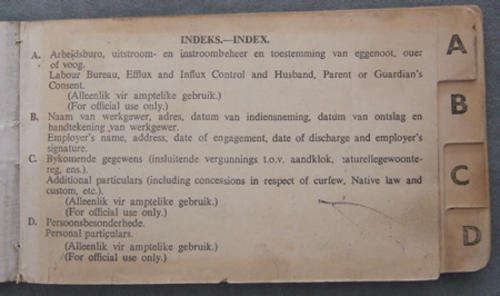 INDEKS.—INDEX.
A. Arbeidsburo, uitstroom- en instroombeheer en toestemming van eggenoot, ouer
of voog.
Labour Bureau, Efflux and Influx Control and Husband, Parent or Guardian's
Consent.
(Alleenlik vir amptelike gebruik.)
(For official use only.)
B. Naam van werkgewer, adres, datum van indiensneming, datum van ontslag en
handtekening van werkgewer.
Employer's name, address, date of engagement, date of discharge and employer's
signature.
C. Bykomende gegewens (insluitende vergunnings t.o.v. aandklok, naturellegewoonte-
reg, ens.).
Additional particulars (including concessions in respect of curfew, Native law and
custom, etc.).
(Alleenlik vir amptelike gebruik.)
(For official use only.)
D. Persoonsbesonderhede.
Personal particulars.
(Alleenlik vir amptelike gebruik.)
(For official use only.)
A
B
C
D